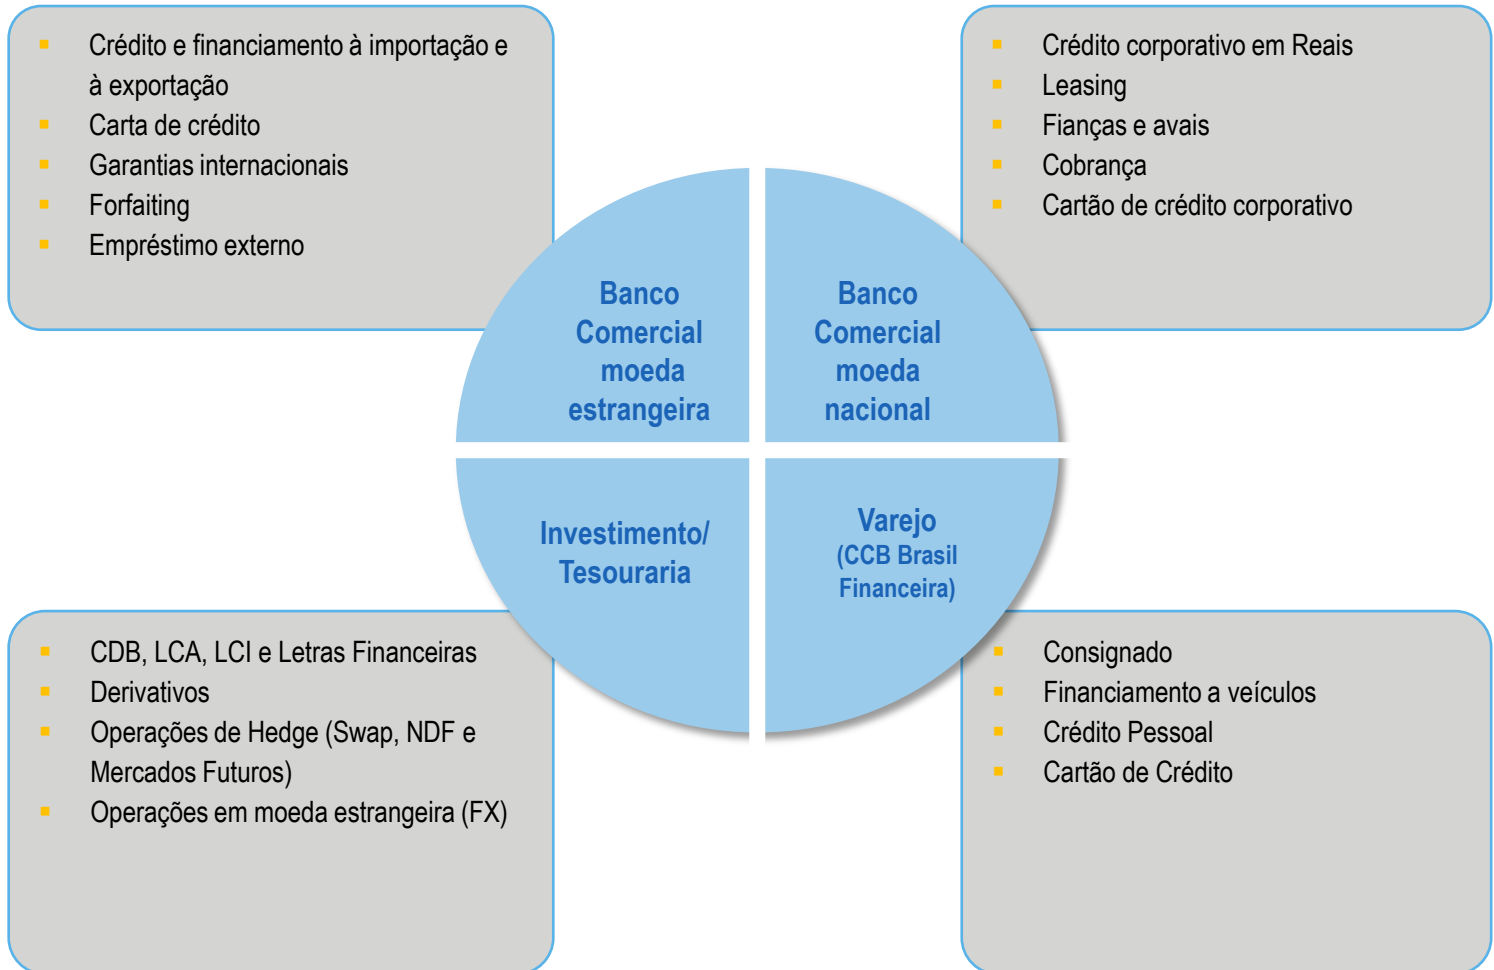 Crédito e financiamento à importação e
à exportação
Carta de crédito
Garantias internacionais
Forfaiting
Empréstimo externo
Crédito corporativo em Reais
Leasing
Fianças e avais
Cobrança
Cartão de crédito corporativo
Banco
Comercial
moeda
estrangeira
Banco
Comercial
moeda
nacional
Investimento/
Tesouraria
Varejo
(CCB Brasil
Financeira)
CDB, LCA, LCI e Letras Financeiras
Derivativos
Operações de Hedge (Swap, NDF e
Mercados Futuros)
Operações em moeda estrangeira (FX)
Consignado
Financiamento a veículos
Crédito Pessoal
Cartão de Crédito